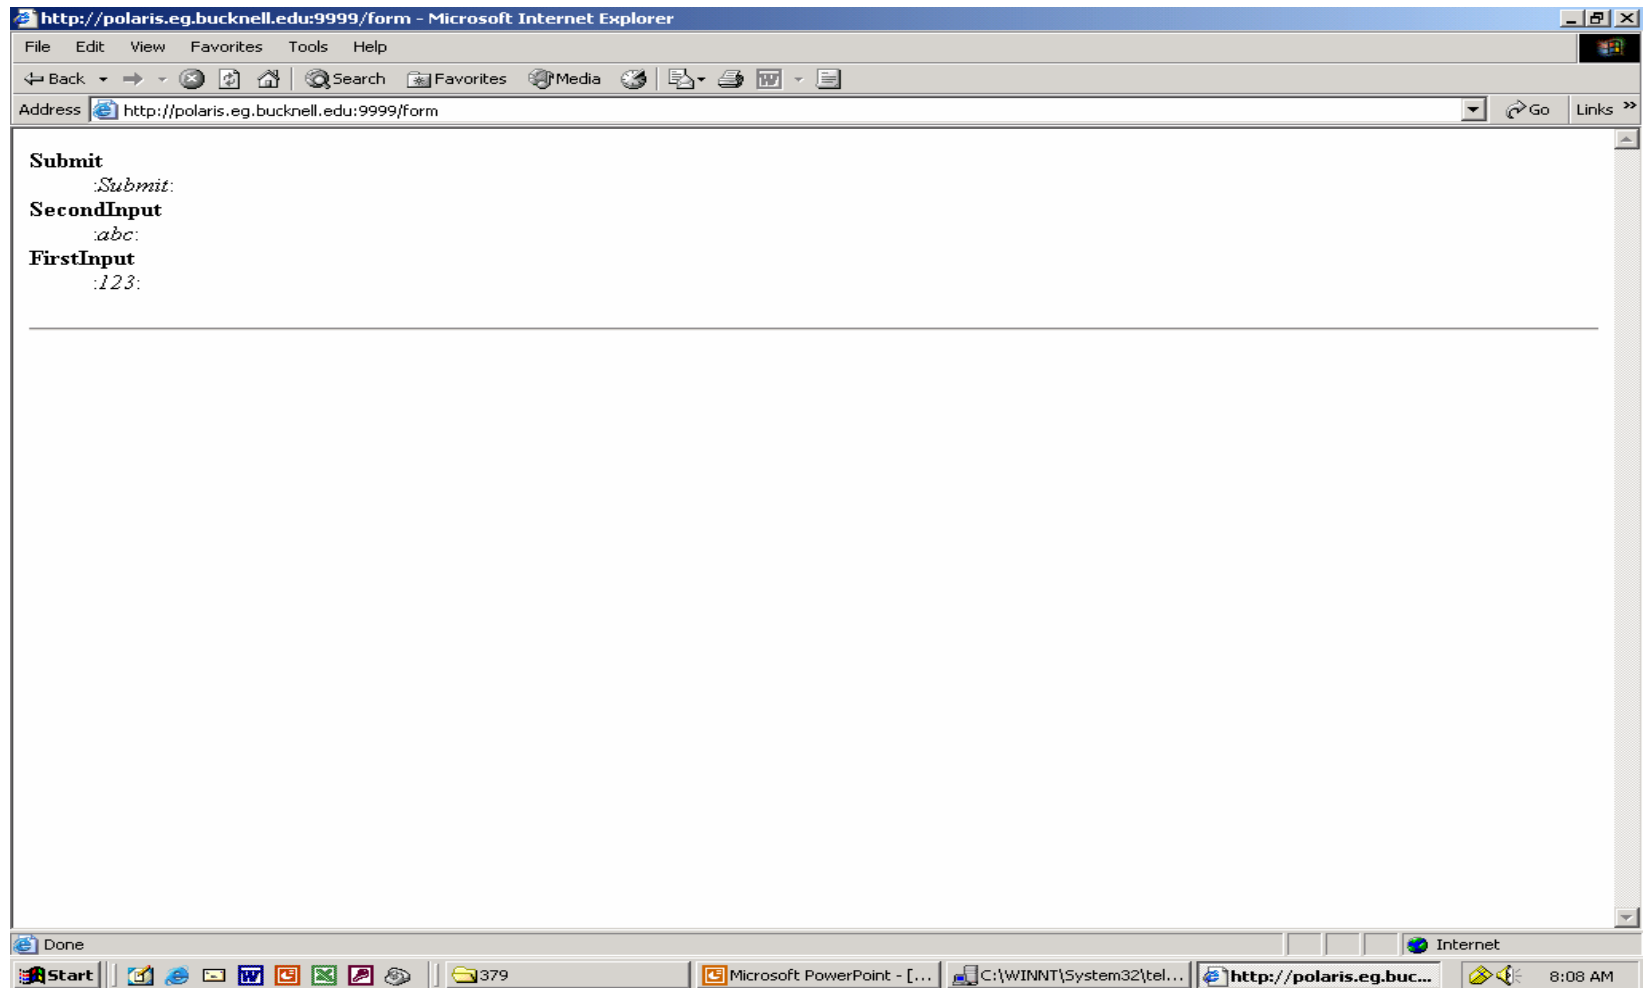 http://polaris.eg.bucknell.edu:9999/form - Microsoft Internet Explorer
File Edit View Favorites Tools Help
Back Search Favorites Media
Address http://polaris.eg.bucknell.edu:9999/form Go Links »
Submit
:Submit:
SecondInput
:abc:
FirstInput
:123:
Done Internet
Start 379 Microsoft PowerPoint - [... C:\WINNT\System32\tel... http://polaris.eg.buc... 8:08 AM